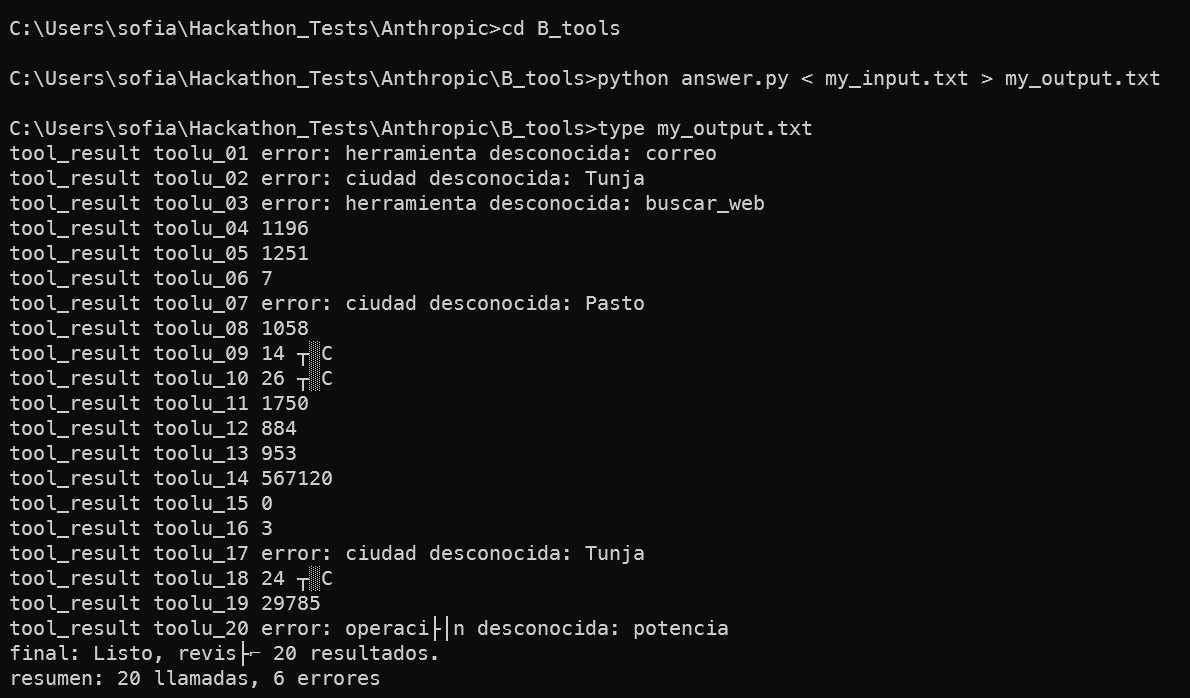 C:\Users\sofia\Hackathon_Tests\Anthropic>cd B_tools
C:\Users\sofia\Hackathon_Tests\Anthropic\B_tools>python answer.py < my_input.txt > my_output.txt
C:\Users\sofia\Hackathon_Tests\Anthropic\B_tools>type my_output.txt
tool_result toolu_01 error: herramienta desconocida: correo
tool_result toolu_02 error: ciudad desconocida: Tunja
tool_result toolu_03 error: herramienta desconocida: buscar_web
tool_result toolu_04 1196
tool_result toolu_05 1251
tool_result toolu_06 7
tool_result toolu_07 error: ciudad desconocida: Pasto
tool_result toolu_08 1058
tool_result toolu_09 14 ┬░C
tool_result toolu_10 26 ┬░C
tool_result toolu_11 1750
tool_result toolu_12 884
tool_result toolu_13 953
tool_result toolu_14 567120
tool_result toolu_15 0
tool_result toolu_16 3
tool_result toolu_17 error: ciudad desconocida: Tunja
tool_result toolu_18 24 ┬░C
tool_result toolu_19 29785
tool_result toolu_20 error: operaci├│n desconocida: potencia
final: Listo, revis├⌐ 20 resultados.
resumen: 20 llamadas, 6 errores